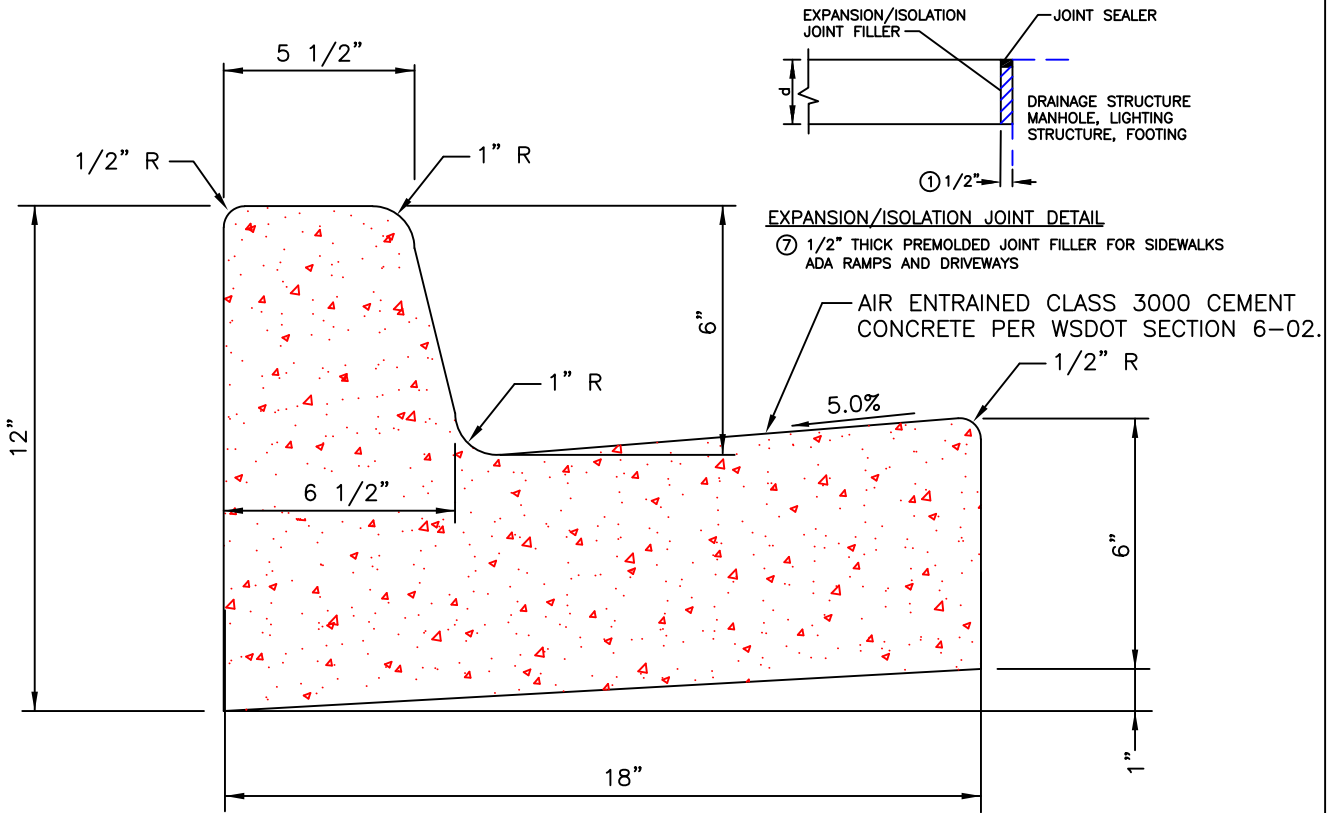 EXPANSION/ISOLATION
JOINT FILLER
JOINT SEALER
5 1/2”
d
DRAINAGE STRUCTURE
MANHOLE, LIGHTING
STRUCTURE, FOOTING
1/2” R
1” R
① 1/2”
EXPANSION/ISOLATION JOINT DETAIL
⑦ 1/2” THICK PREMOLDED JOINT FILLER FOR SIDEWALKS
ADA RAMPS AND DRIVEWAYS
AIR ENTRAINED CLASS 3000 CEMENT
CONCRETE PER WSDOT SECTION 6-02.
6”
1/2” R
1” R
5.0%
12”
6 1/2”
6”
1”
18”